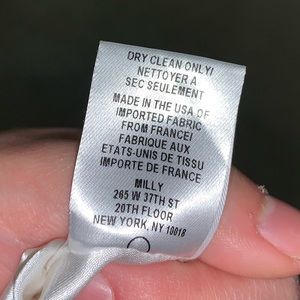 DRY CLEAN ONLY/
NETTOYER A
SEC SEULEMENT
MADE IN THE USA OF
IMPORTED FABRIC
FROM FRANCE/
FABRIQUE AUX
ETATS-UNIS DE TISSU
IMPORTE DE FRANCE
MILLY
265 W 37TH ST
20TH FLOOR
NEW YORK, NY 10018